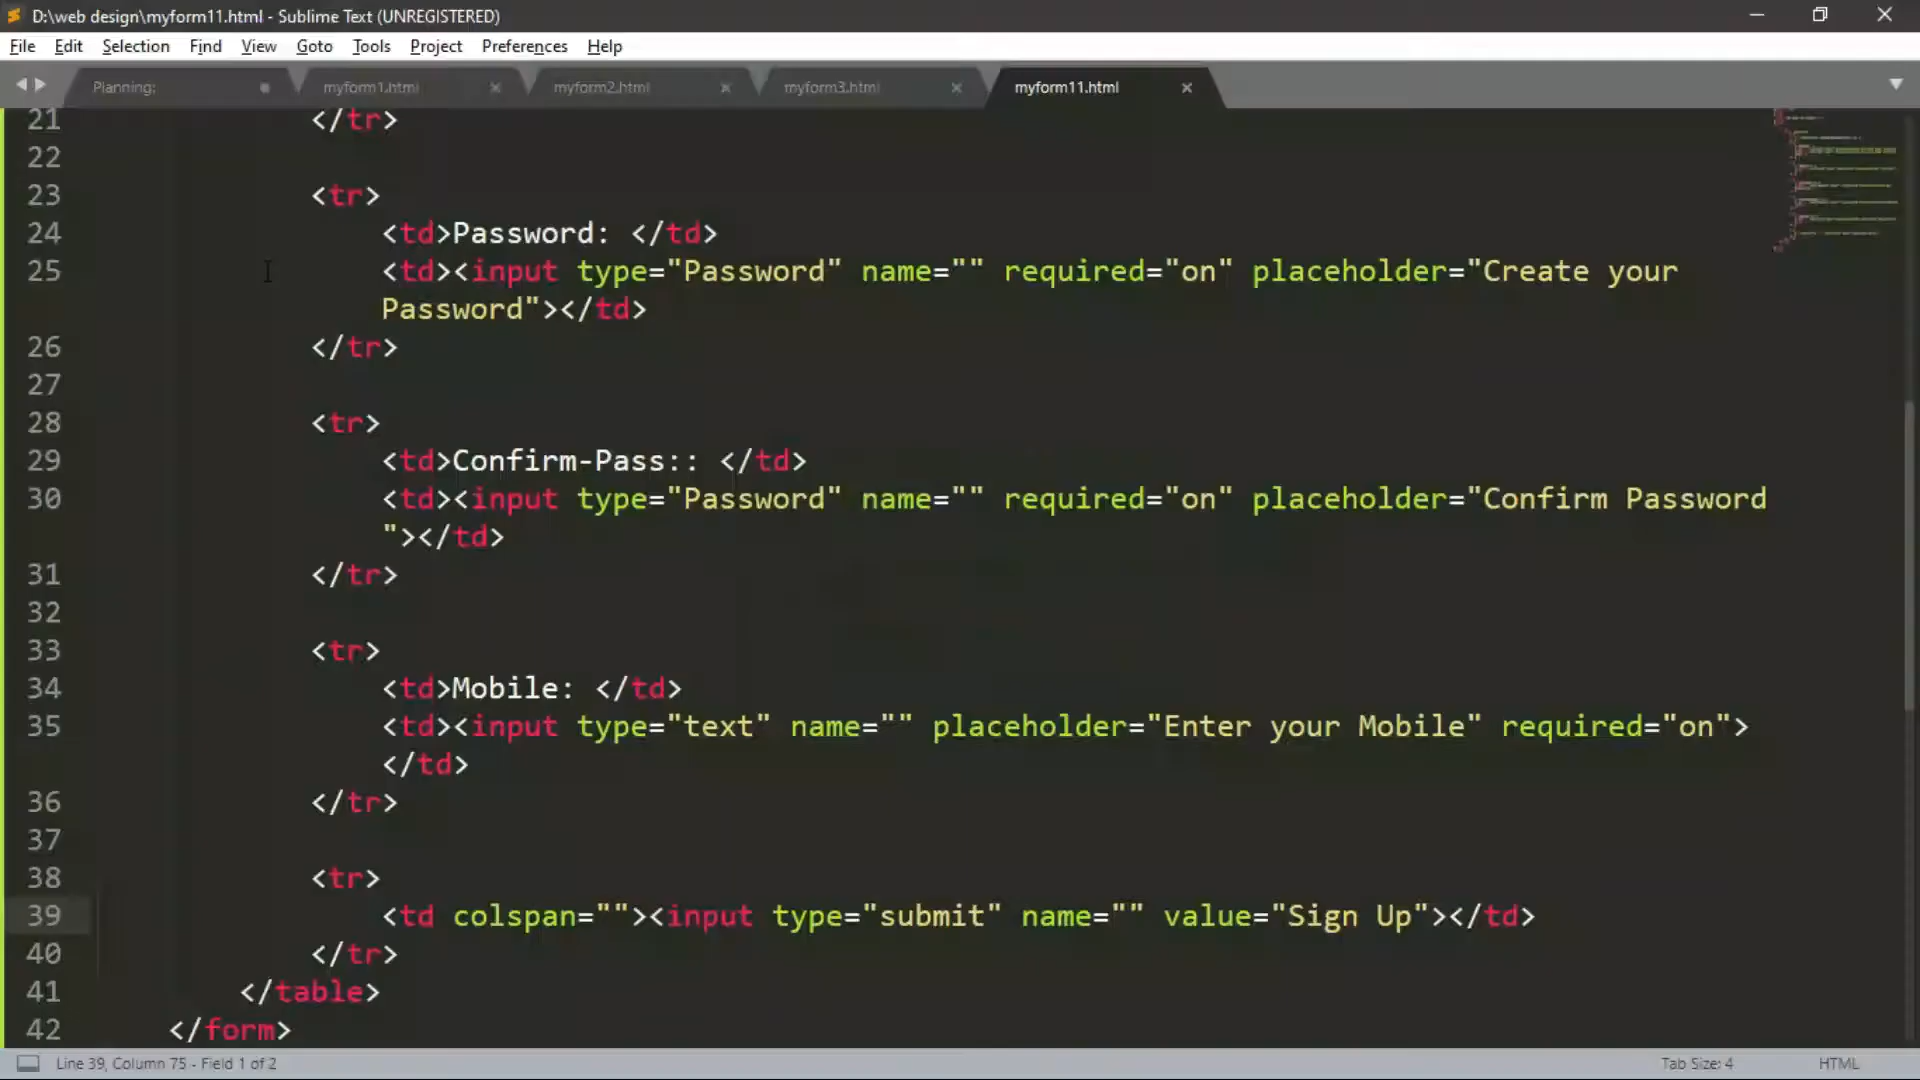 D:\web design\myform11.html - Sublime Text (UNREGISTERED)
File Edit Selection Find View Goto Tools Project Preferences Help
Planning: myform1.html myform2.html myform3.html myform11.html
21 </tr>
22
23 <tr>
24 <td>Password: </td>
25 <td><input type="Password" name="" required="on" placeholder="Create your
Password"></td>
26 </tr>
27
28 <tr>
29 <td>Confirm-Pass:: </td>
30 <td><input type="Password" name="" required="on" placeholder="Confirm Password
"></td>
31 </tr>
32
33 <tr>
34 <td>Mobile: </td>
35 <td><input type="text" name="" placeholder="Enter your Mobile" required="on">
</td>
36 </tr>
37
38 <tr>
39 <td colspan=""><input type="submit" name="" value="Sign Up"></td>
40 </tr>
41 </table>
42 </form>
Line 39, Column 75 - Field 1 of 2 Tab Size: 4 HTML